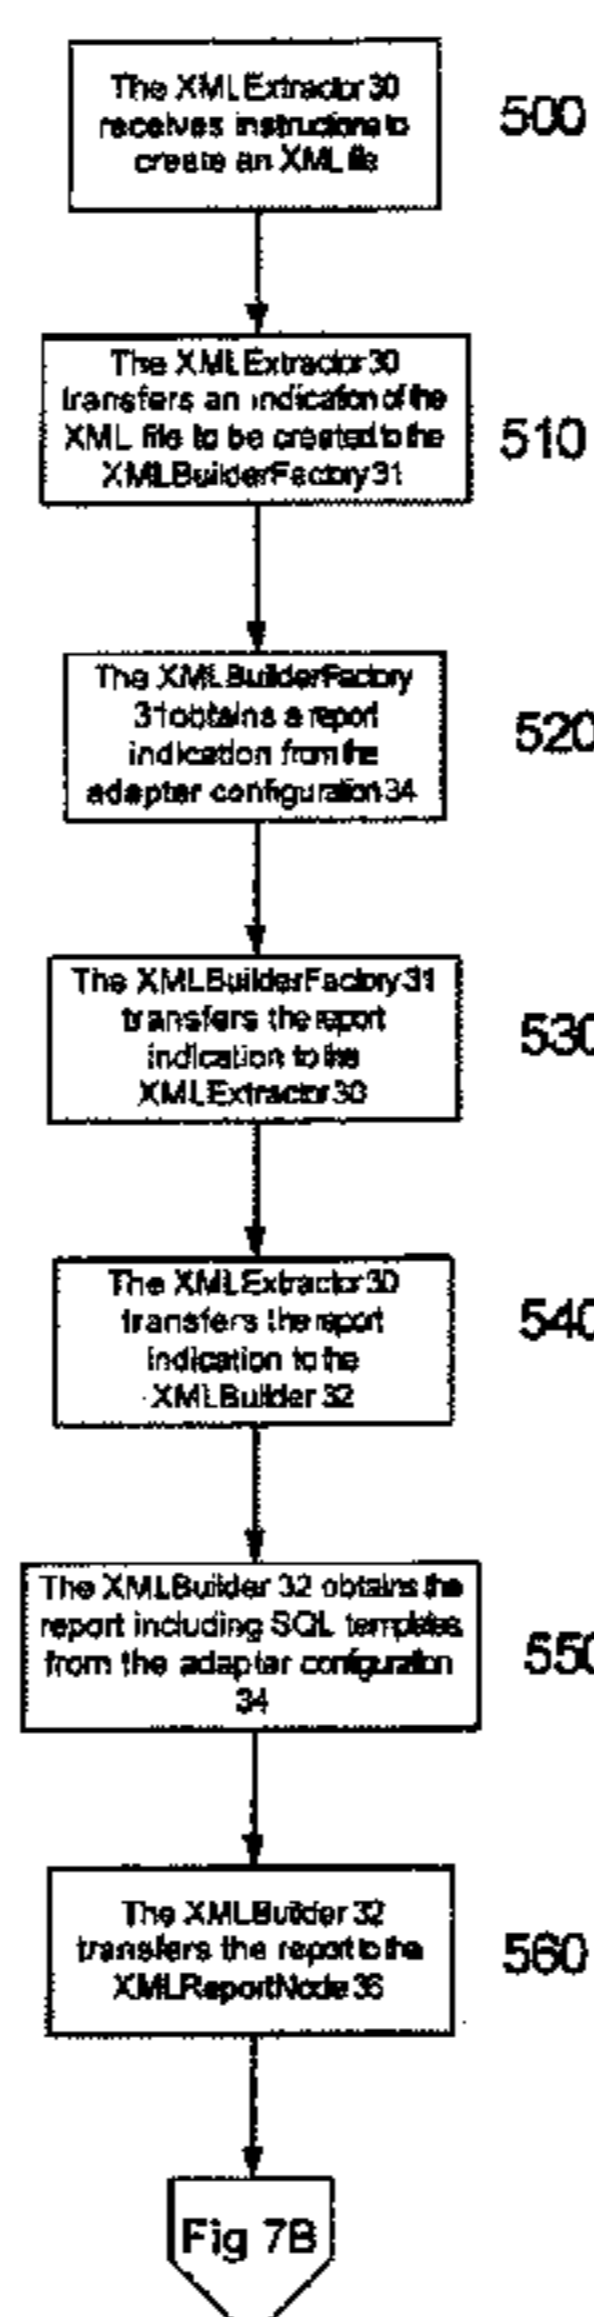 The XMLExtractor 30
receives instructions to
create an XML file
500
The XMLExtractor 30
transfers an indication of the
XML file to be created to the
XMLBuilderFactory 31
510
The XMLBuilderFactory
31 obtains a report
indication from the
adapter configuration 34
520
The XMLBuilderFactory 31
transfers the report
indication to the
XMLExtractor 30
530
The XMLExtractor 30
transfers the report
indication to the
XMLBuilder 32
540
The XMLBuilder 32 obtains the
report including SQL templates
from the adapter configuration
34
550
The XMLBuilder 32
transfers the report to the
XMLReportNode 36
560
Fig 7B